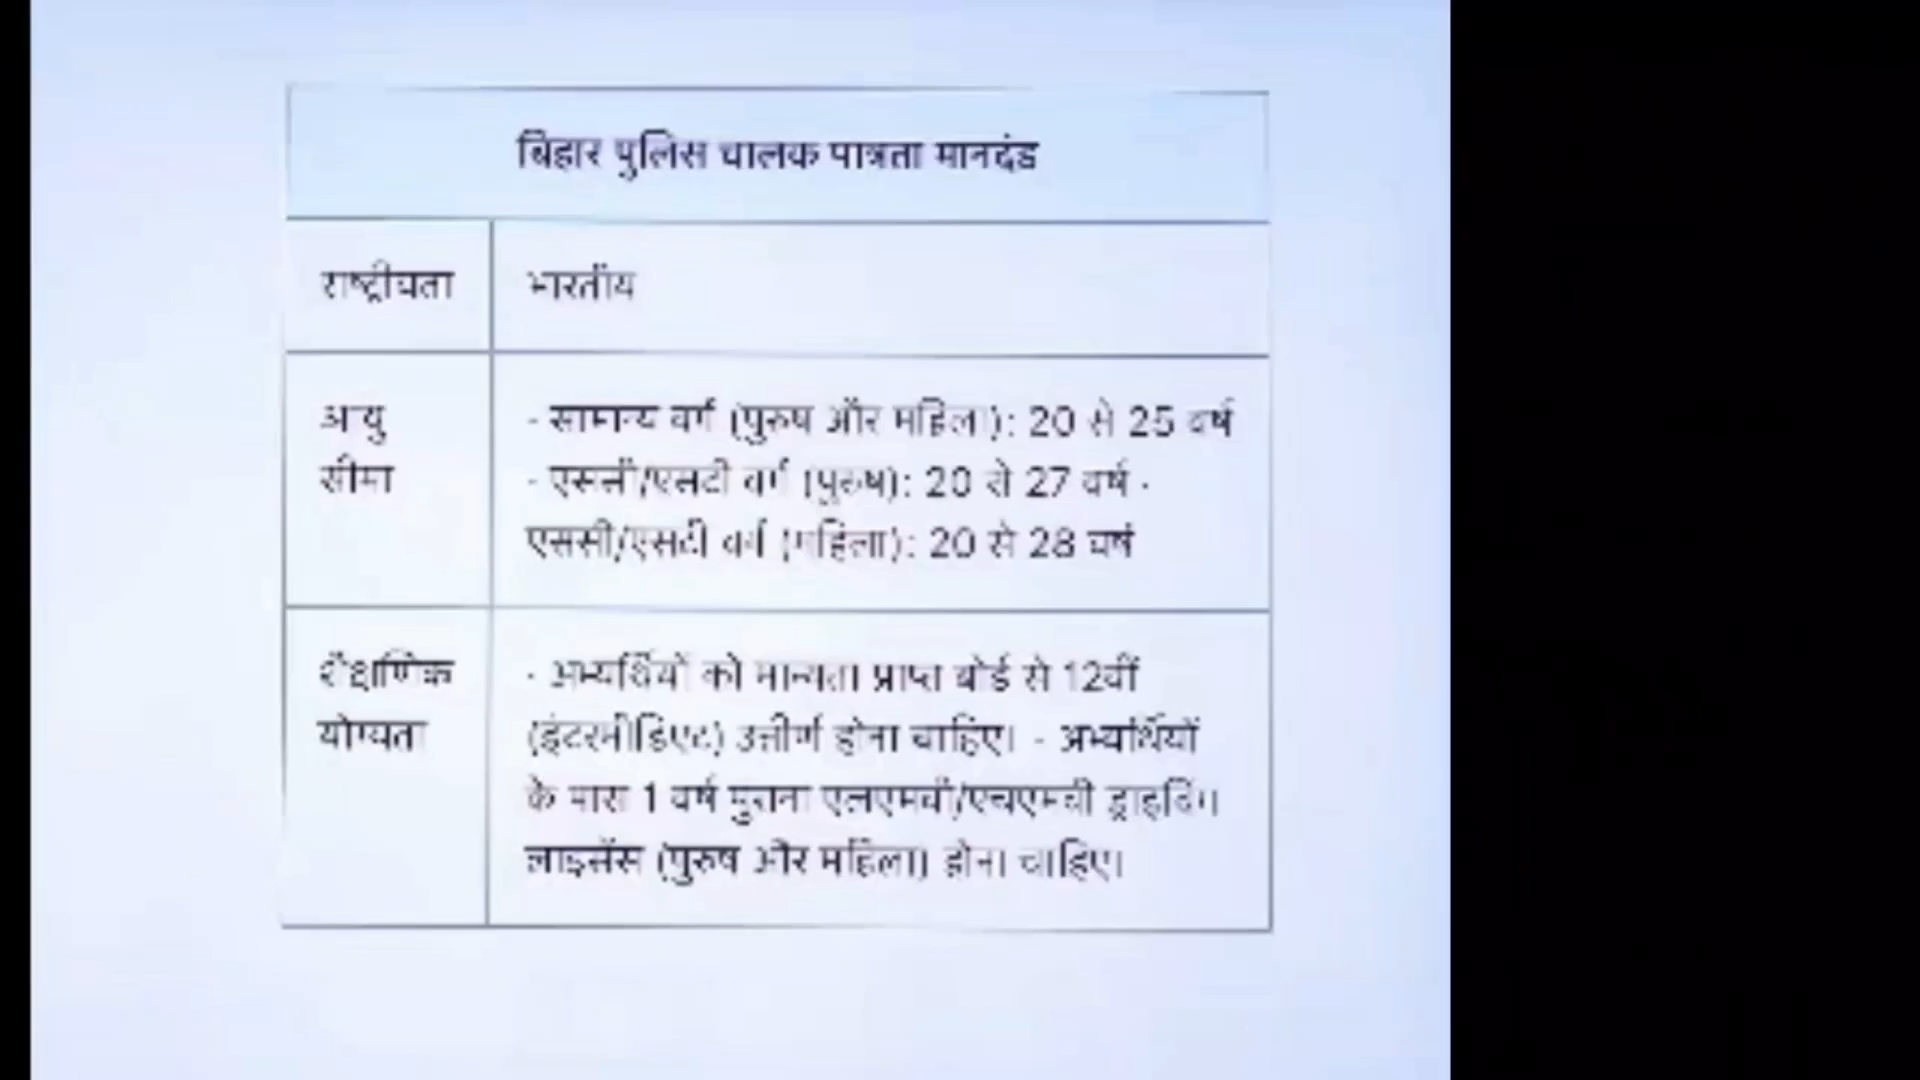 बिहार पुलिस चालक पात्रता मानदंड
राष्ट्रीयता
भारतीय
आयु
सीमा
- सामान्य वर्ग (पुरुष और महिला): 20 से 25 वर्ष
- एससी/एसटी वर्ग (पुरुष): 20 से 27 वर्ष -
एससी/एसटी वर्ग (महिला): 20 से 28 वर्ष
शैक्षणिक
योग्यता
- अभ्यर्थियों को मान्यता प्राप्त बोर्ड से 12वीं
(इंटरमीडिएट) उत्तीर्ण होना चाहिए। - अभ्यर्थियों
के पास 1 वर्ष पुराना एलएमवी/एचएमवी ड्राइविंग
लाइसेंस (पुरुष और महिला) होना चाहिए।